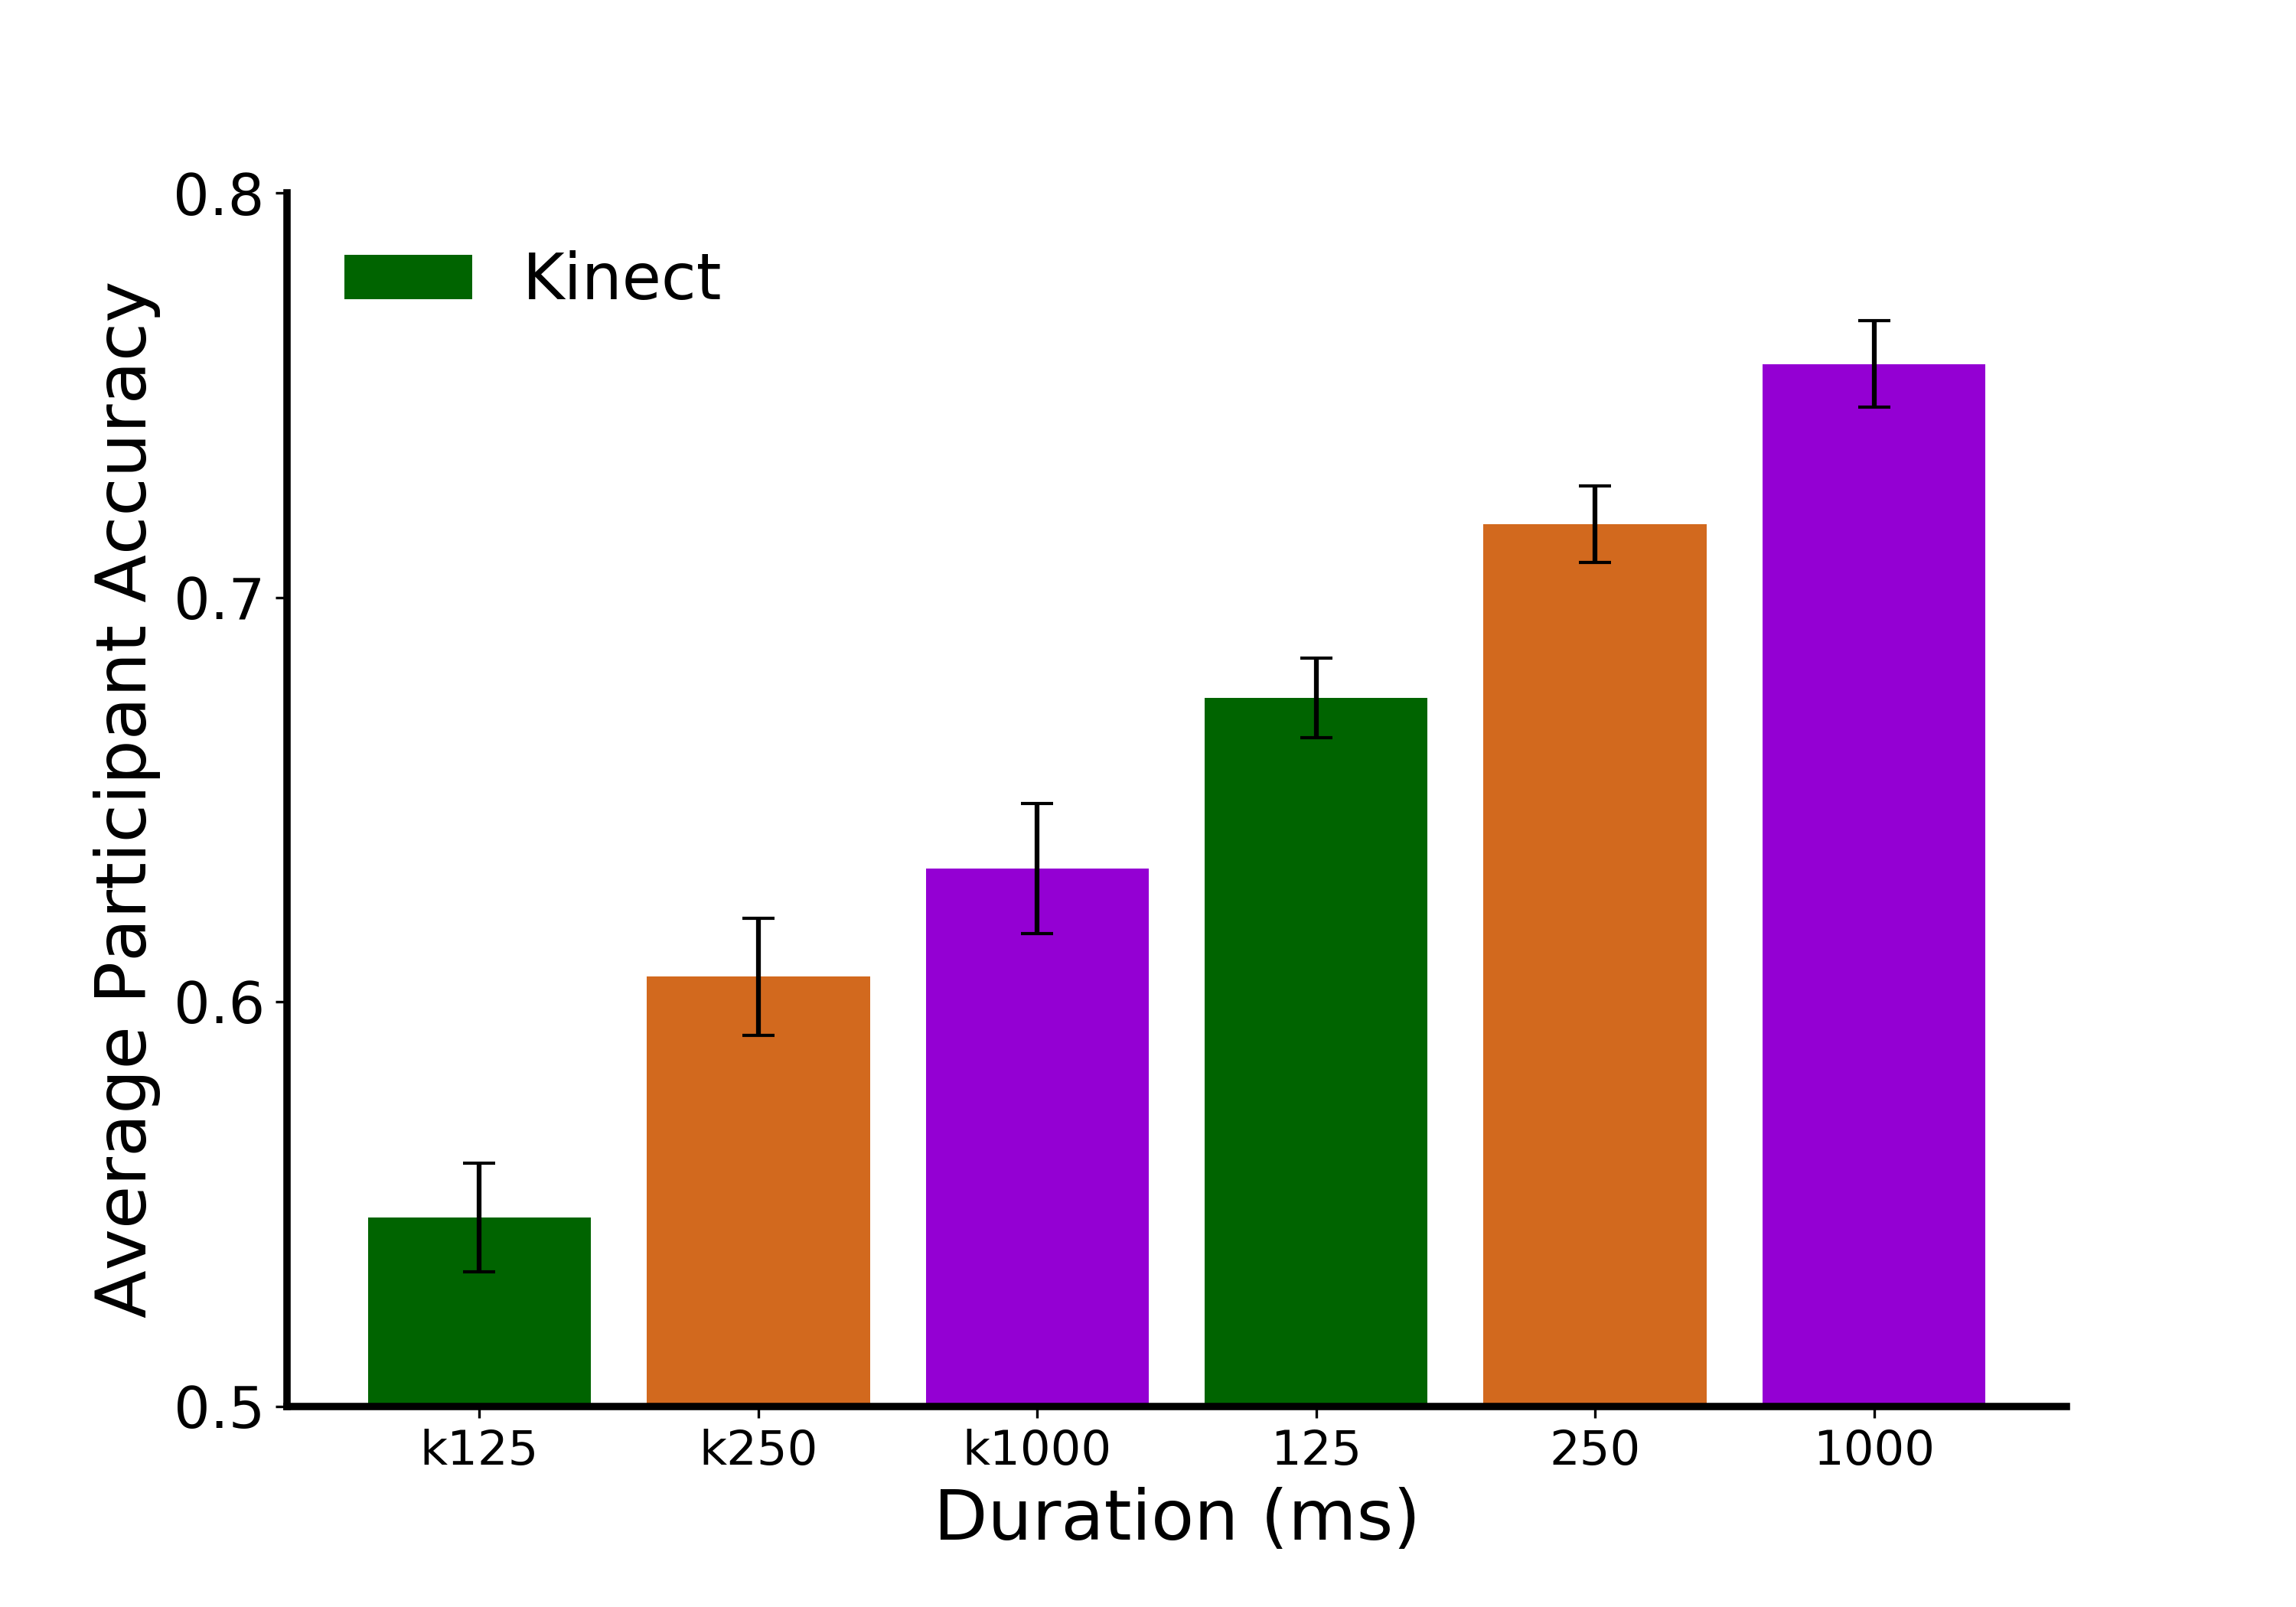 Average Participant Accuracy
0.8
0.7
0.6
0.5
Kinect
k125 k250 k1000 125 250 1000
Duration (ms)